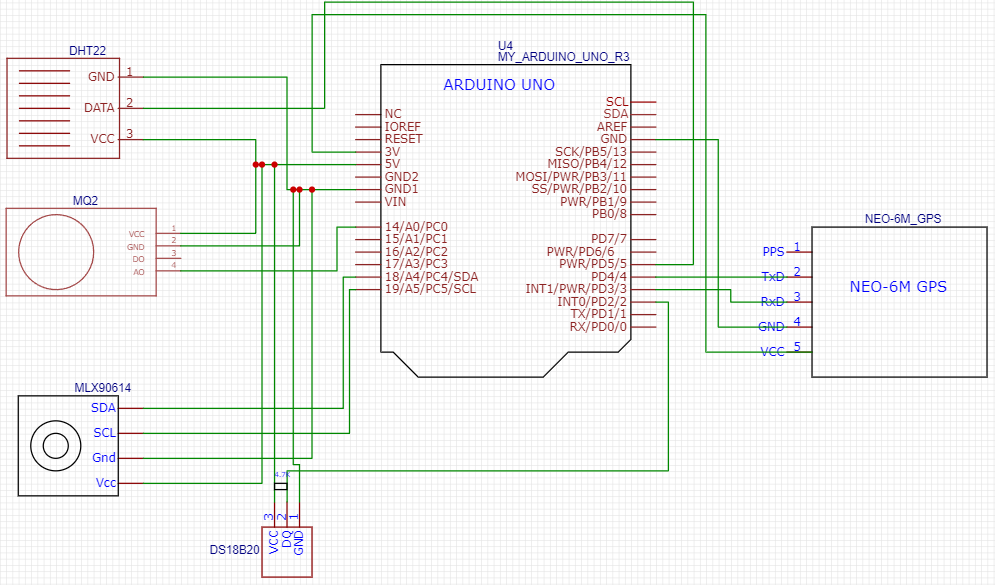 DHT22
GND 1
DATA 2
VCC 3
MQ2
VCC 1
GND 2
DO 3
AO 4
MLX90614
SDA
SCL
Gnd
Vcc
4.7K
3 2 1
VCC DQ GND
DS18B20
U4
MY_ARDUINO_UNO_R3
ARDUINO UNO
NC
IOREF
RESET
3V
5V
GND2
GND1
VIN
14/A0/PC0
15/A1/PC1
16/A2/PC2
17/A3/PC3
18/A4/PC4/SDA
19/A5/PC5/SCL
SCL
SDA
AREF
GND
SCK/PB5/13
MISO/PB4/12
MOSI/PWR/PB3/11
SS/PWR/PB2/10
PWR/PB1/9
PB0/8
PD7/7
PWR/PD6/6
PWR/PD5/5
PD4/4
INT1/PWR/PD3/3
INT0/PD2/2
TX/PD1/1
RX/PD0/0
NEO-6M_GPS
PPS 1
TxD 2
RxD 3
GND 4
VCC 5
NEO-6M GPS